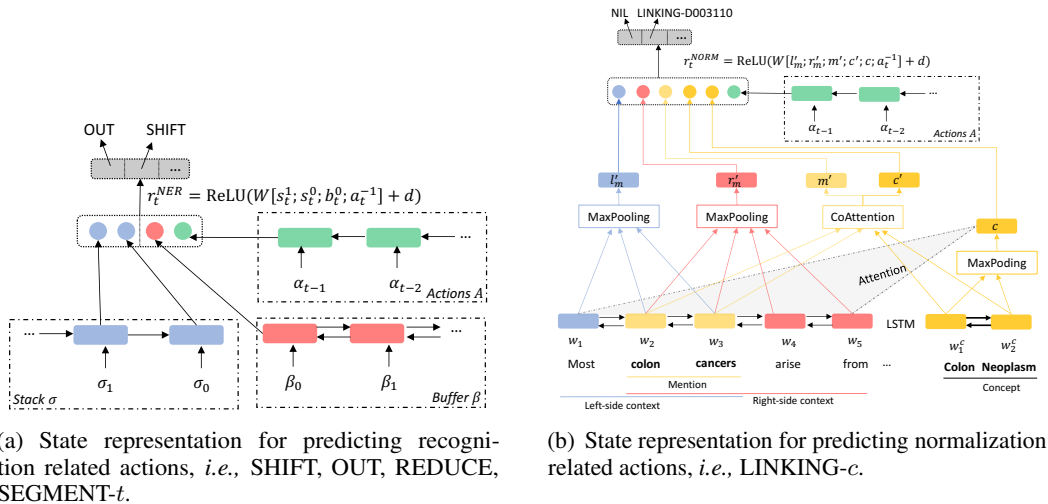 OUT SHIFT
...
r_t^{NER} = ReLU(W[s_t^1; s_t^0; b_t^0; a_t^{-1}] + d)
...
α_{t−1} α_{t−2}
Actions A
... ...
σ_1 σ_0 β_0 β_1
Stack σ Buffer β
(a) State representation for predicting recogni-
tion related actions, i.e., SHIFT, OUT, REDUCE,
SEGMENT-t.
NIL LINKING-D003110
...
r_t^{NORM} = ReLU(W[l'_m; r'_m; m'; c'; c; a_t^{-1}] + d)
...
α_{t−1} α_{t−2}
Actions A
l'_m r'_m m' c'
MaxPooling MaxPooling CoAttention c
MaxPoding
Attention
LSTM
w_1 w_2 w_3 w_4 w_5 w_1^c w_2^c
Most colon cancers arise from ... Colon Neoplasm
Mention Concept
Left-side context Right-side context
(b) State representation for predicting normalization
related actions, i.e., LINKING-c.